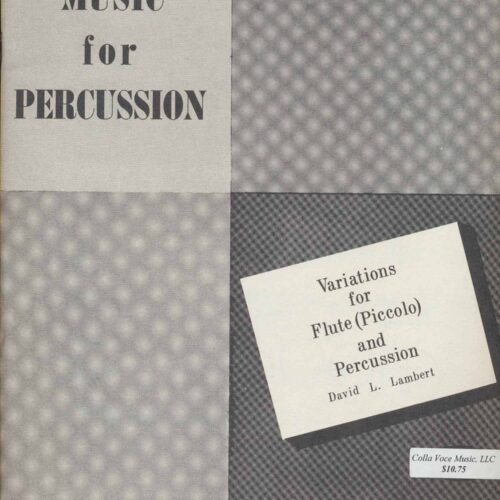 MUSIC
for
PERCUSSION
Variations
for
Flute (Piccolo)
and
Percussion
David L. Lambert
Colla Voce Music, LLC
$10.75